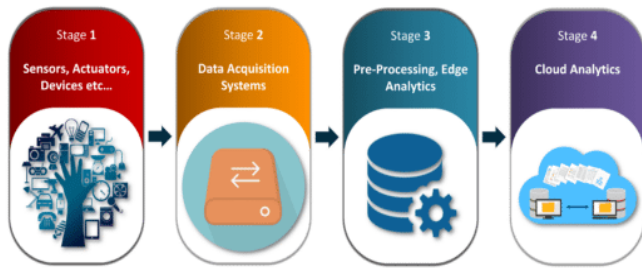 Stage 1
Sensors, Actuators,
Devices etc...
Stage 2
Data Acquisition
Systems
Stage 3
Pre-Processing, Edge
Analytics
Stage 4
Cloud Analytics